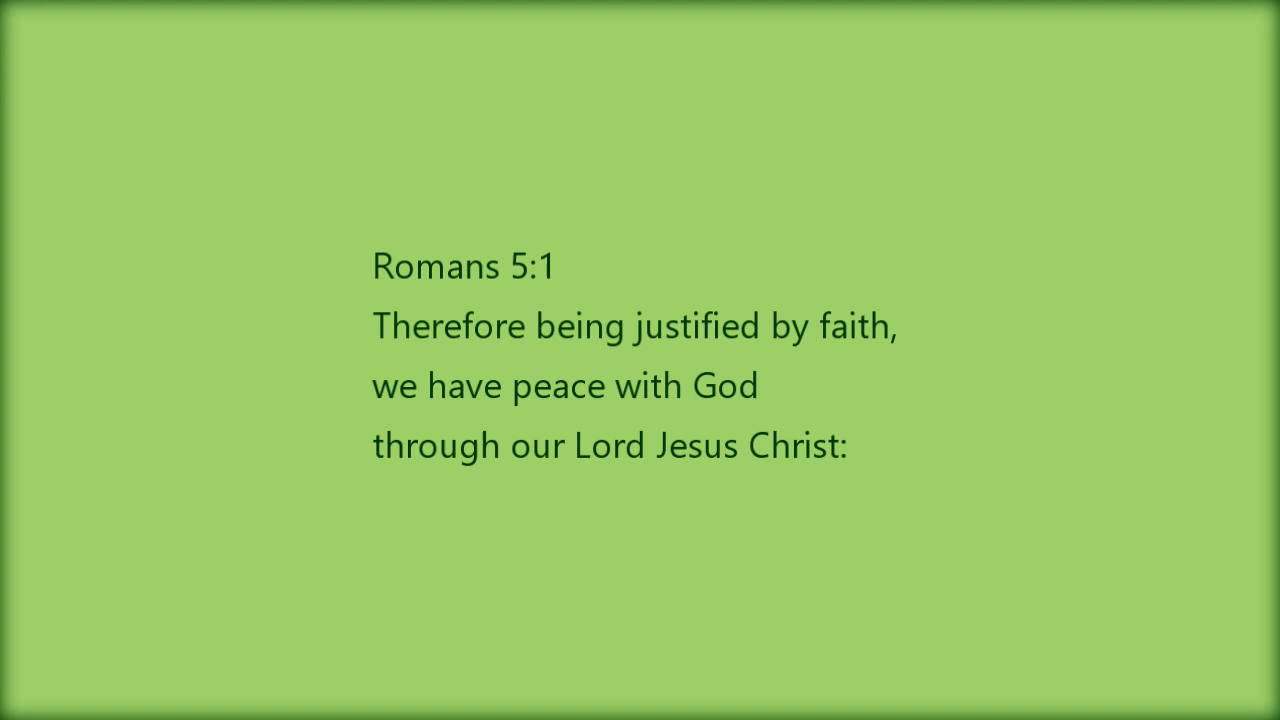 Romans 5:1
Therefore being justified by faith,
we have peace with God
through our Lord Jesus Christ: